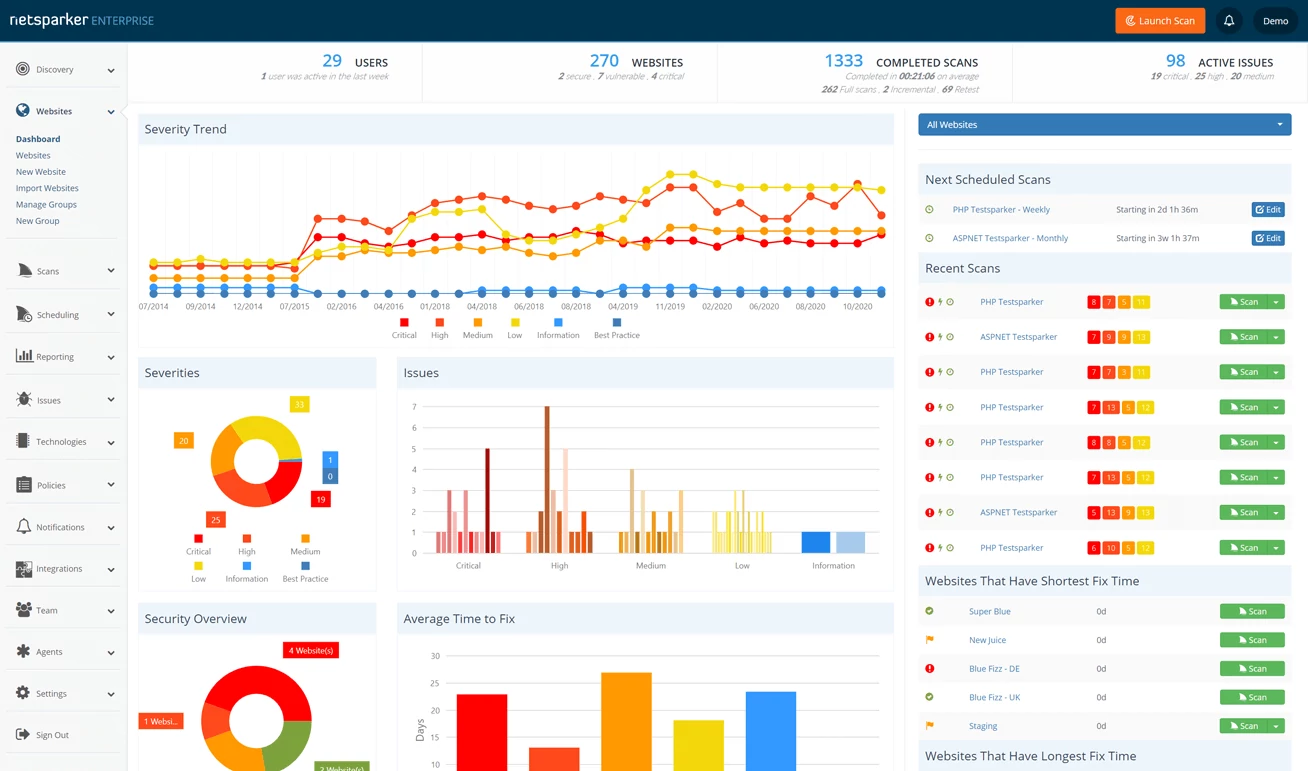 netsparker ENTERPRISE
Launch Scan
Demo
Discovery
Websites
Dashboard
Websites
New Website
Import Websites
Manage Groups
New Group
Scans
Scheduling
Reporting
Issues
Technologies
Policies
Notifications
Integrations
Team
Agents
Settings
Sign Out
29 USERS
1 user was active in the last week
270 WEBSITES
2 secure . 7 vulnerable . 4 critical
1333 COMPLETED SCANS
Completed in 00:21:06 on average
262 Full scans . 2 Incremental . 69 Retest
98 ACTIVE ISSUES
19 critical . 25 high . 20 medium
Severity Trend
07/2014 09/2014 12/2014 07/2015 02/2016 04/2016 01/2018 04/2018 06/2018 08/2018 04/2019 11/2019 02/2020 06/2020 08/2020 10/2020
Critical High Medium Low Information Best Practice
Severities
33
20
1
0
19
25
Critical High Medium
Low Information Best Practice
Issues
7
6
5
4
3
2
1
0
Critical High Medium Low Information
Security Overview
4 Website(s)
1 Websi...
2 Website(s)
Average Time to Fix
Days
30
25
20
15
10
All Websites
Next Scheduled Scans
PHP Testsparker - Weekly Starting in 2d 1h 36m Edit
ASPNET Testsparker - Monthly Starting in 3w 1h 37m Edit
Recent Scans
PHP Testsparker 8 7 5 11 Scan
ASPNET Testsparker 7 9 9 13 Scan
PHP Testsparker 7 7 3 11 Scan
PHP Testsparker 7 13 5 12 Scan
PHP Testsparker 8 8 5 12 Scan
PHP Testsparker 7 13 5 12 Scan
ASPNET Testsparker 5 13 9 Scan
PHP Testsparker 6 10 5 12 Scan
Websites That Have Shortest Fix Time
Super Blue 0d Scan
New Juice 0d Scan
Blue Fizz - DE 0d Scan
Blue Fizz - UK 0d Scan
Staging 0d Scan
Websites That Have Longest Fix Time